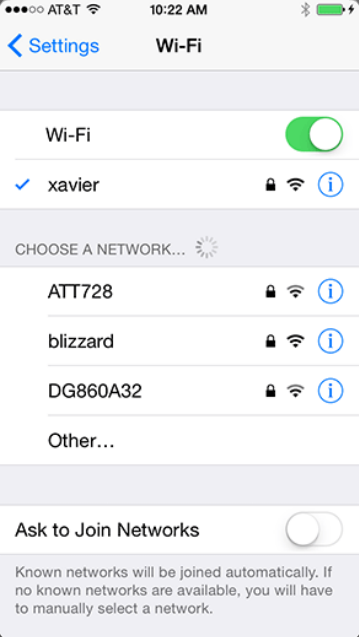 AT&T 10:22 AM
Settings Wi-Fi
Wi-Fi
xavier
CHOOSE A NETWORK...
ATT728
blizzard
DG860A32
Other...
Ask to Join Networks
Known networks will be joined automatically. If
no known networks are available, you will have
to manually select a network.